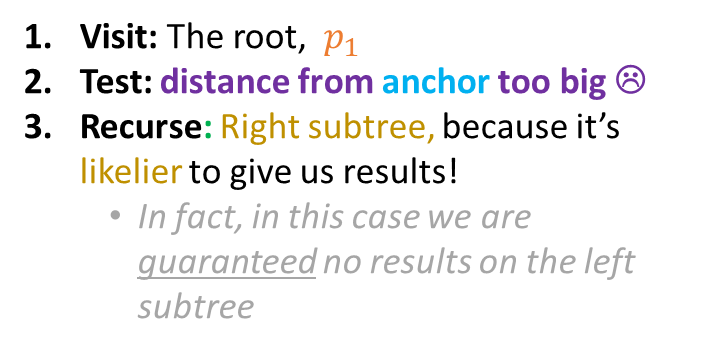 1. Visit: The root, p₁
2. Test: distance from anchor too big ☹
3. Recurse: Right subtree, because it’s
likelier to give us results!
• In fact, in this case we are
guaranteed no results on the left
subtree